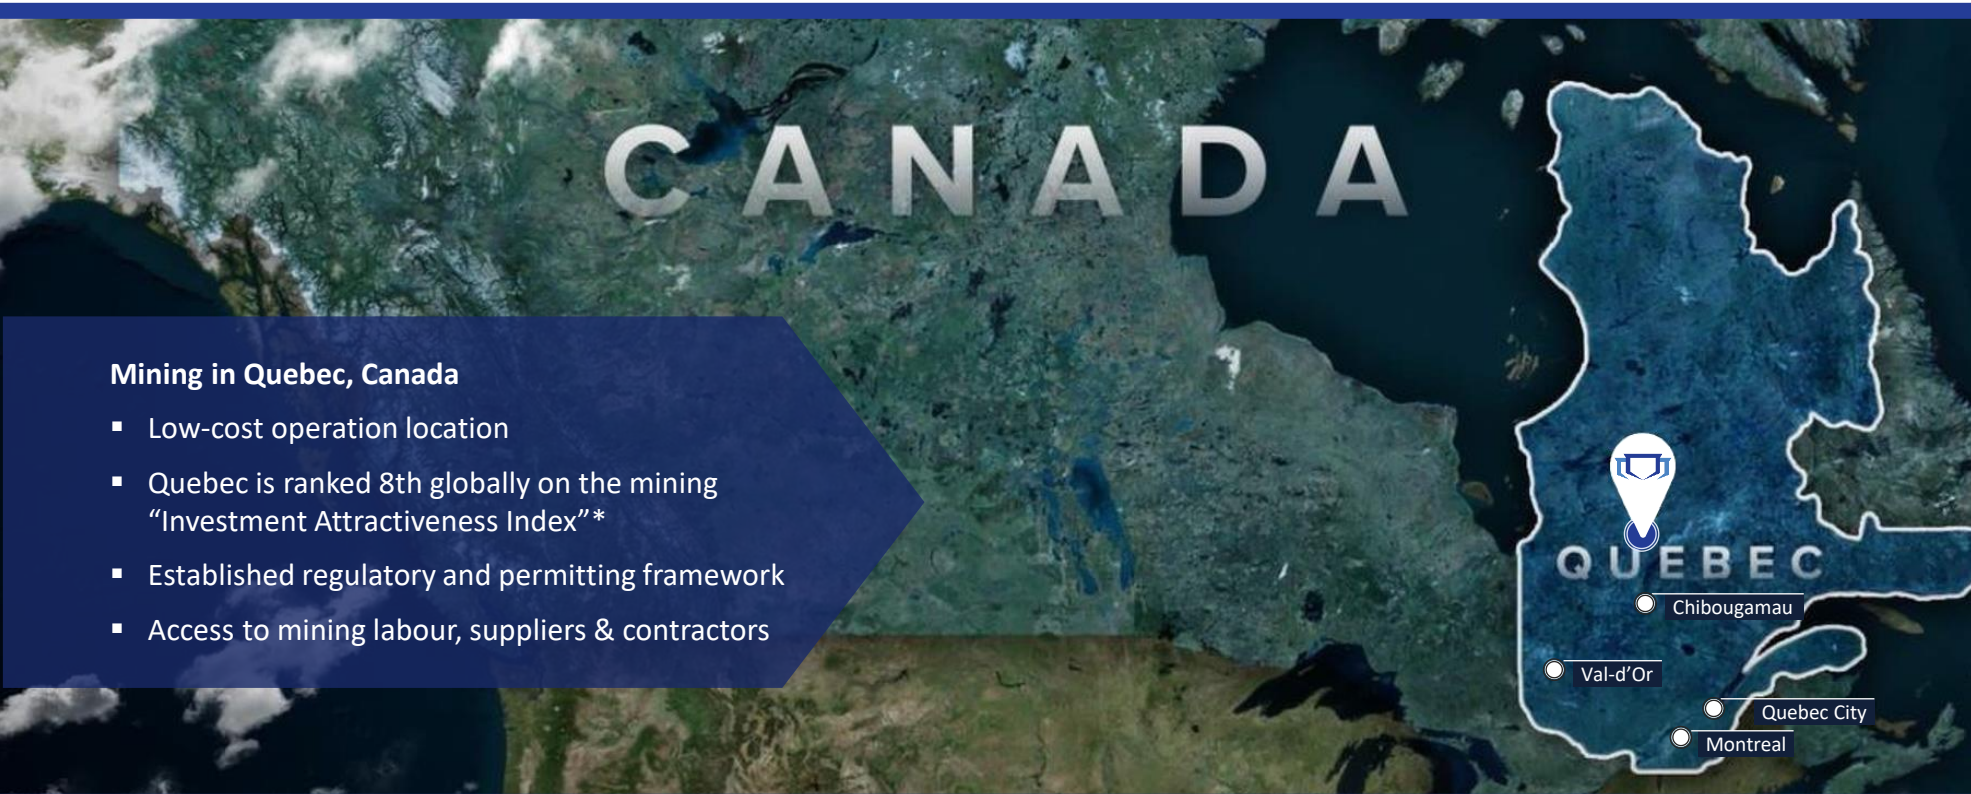 CANADA
Mining in Quebec, Canada
▪ Low-cost operation location
▪ Quebec is ranked 8th globally on the mining
“Investment Attractiveness Index”*
▪ Established regulatory and permitting framework
▪ Access to mining labour, suppliers & contractors
QUEBEC
Chibougamau
Val-d’Or
Quebec City
Montreal